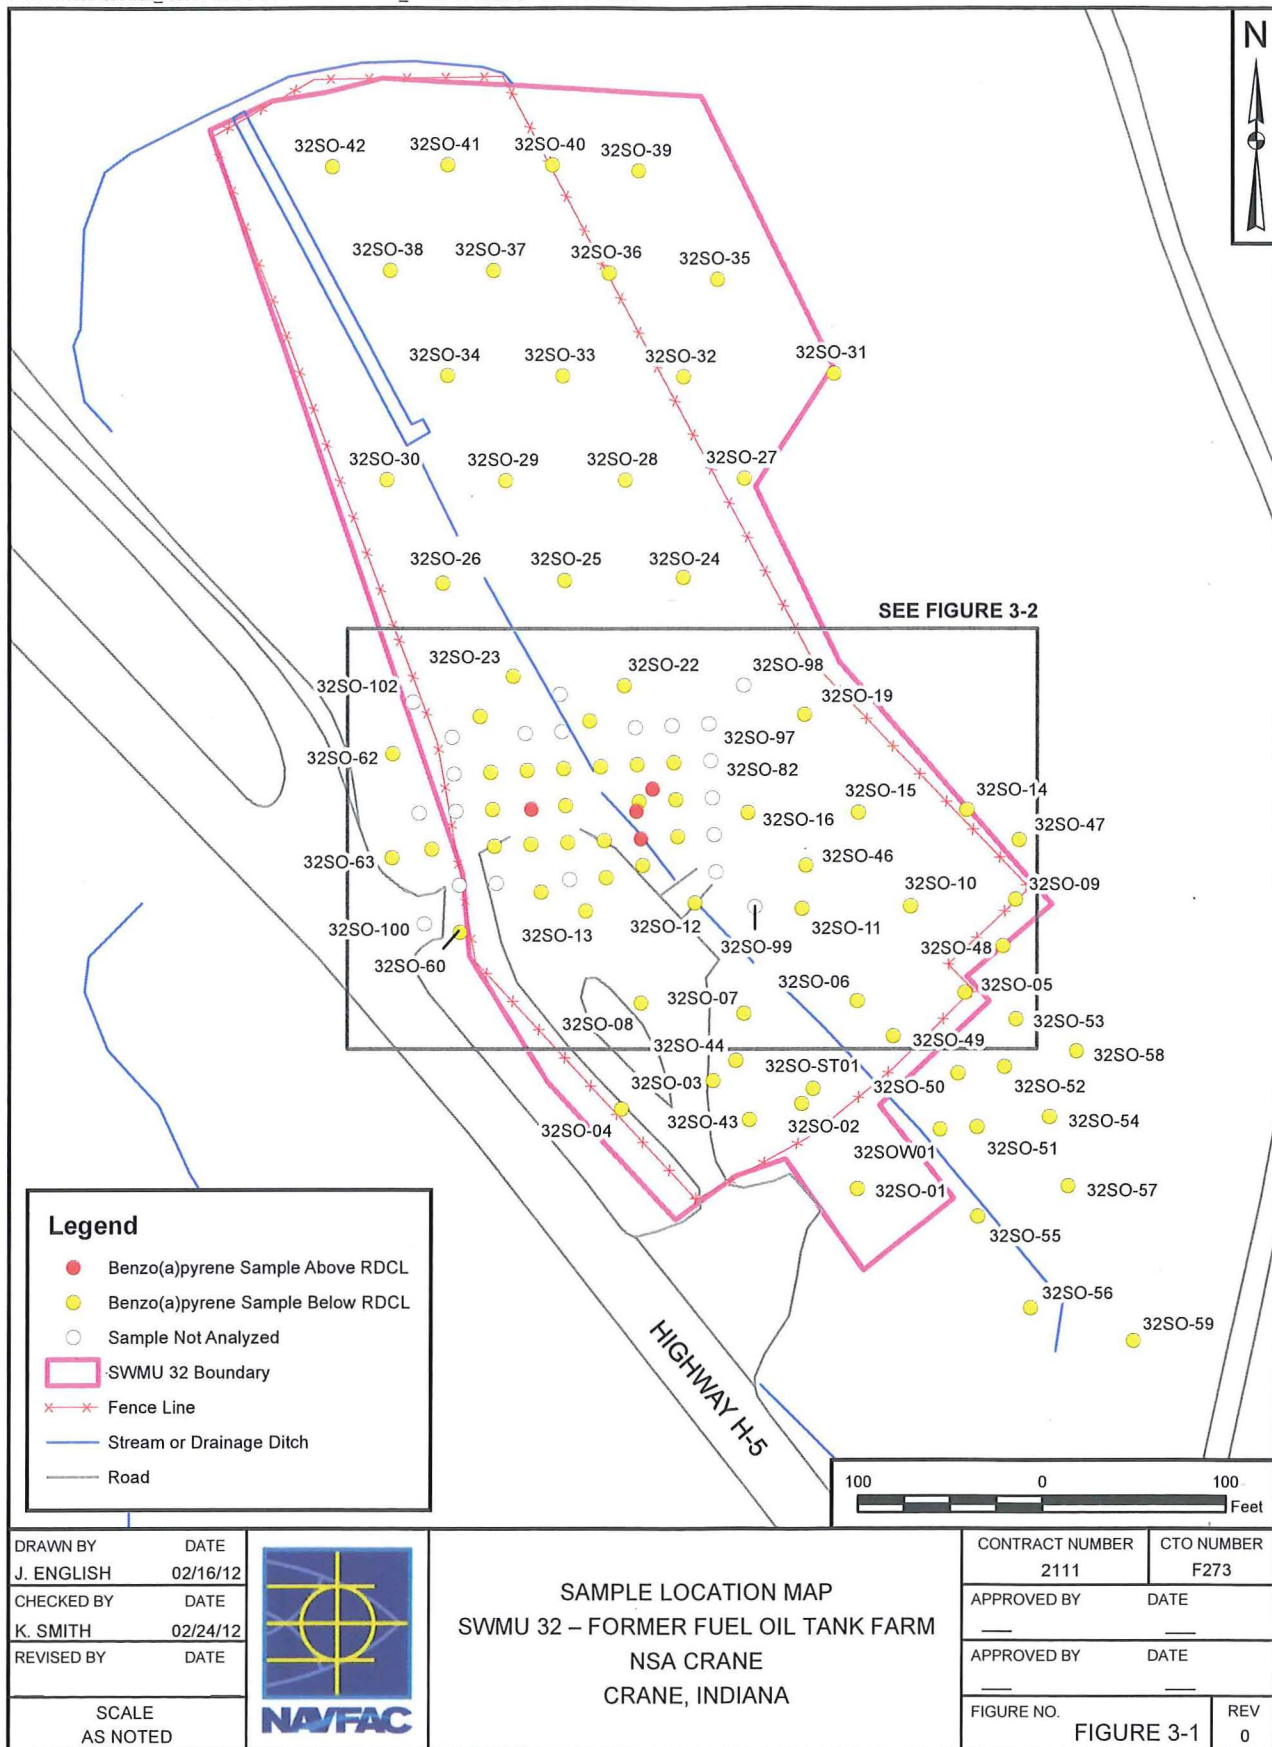 N
32SO-42
32SO-41
32SO-40
32SO-39
32SO-38
32SO-37
32SO-36
32SO-35
32SO-34
32SO-33
32SO-32
32SO-31
32SO-30
32SO-29
32SO-28
32SO-27
32SO-26
32SO-25
32SO-24
SEE FIGURE 3-2
32SO-23
32SO-22
32SO-98
32SO-102
32SO-19
32SO-97
32SO-62
32SO-82
32SO-15
32SO-14
32SO-16
32SO-47
32SO-63
32SO-46
32SO-10
32SO-09
32SO-100
32SO-13
32SO-12
32SO-11
32SO-99
32SO-48
32SO-60
32SO-06
32SO-05
32SO-07
32SO-08
32SO-53
32SO-44
32SO-49
32SO-58
32SO-ST01
32SO-03
32SO-50
32SO-52
32SO-43
32SO-02
32SO-54
32SO-04
32SOW01
32SO-51
32SO-01
32SO-57
32SO-55
32SO-56
32SO-59
HIGHWAY H-5
Legend
Benzo(a)pyrene Sample Above RDCL
Benzo(a)pyrene Sample Below RDCL
Sample Not Analyzed
SWMU 32 Boundary
Fence Line
Stream or Drainage Ditch
Road
100 0 100
Feet
DRAWN BY DATE
J. ENGLISH 02/16/12
CHECKED BY DATE
K. SMITH 02/24/12
REVISED BY DATE
SCALE
AS NOTED
NAVFAC
SAMPLE LOCATION MAP
SWMU 32 – FORMER FUEL OIL TANK FARM
NSA CRANE
CRANE, INDIANA
CONTRACT NUMBER
2111
CTO NUMBER
F273
APPROVED BY DATE
APPROVED BY DATE
FIGURE NO.
FIGURE 3-1
REV
0